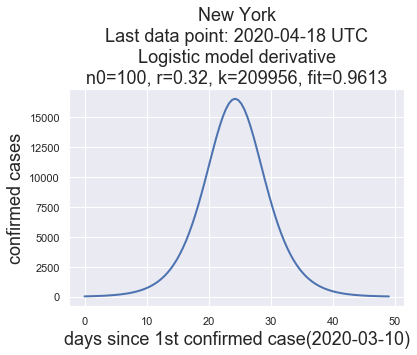 New York
Last data point: 2020-04-18 UTC
Logistic model derivative
n0=100, r=0.32, k=209956, fit=0.9613
confirmed cases
15000
12500
10000
7500
5000
2500
0
0 10 20 30 40 50
days since 1st confirmed case(2020-03-10)